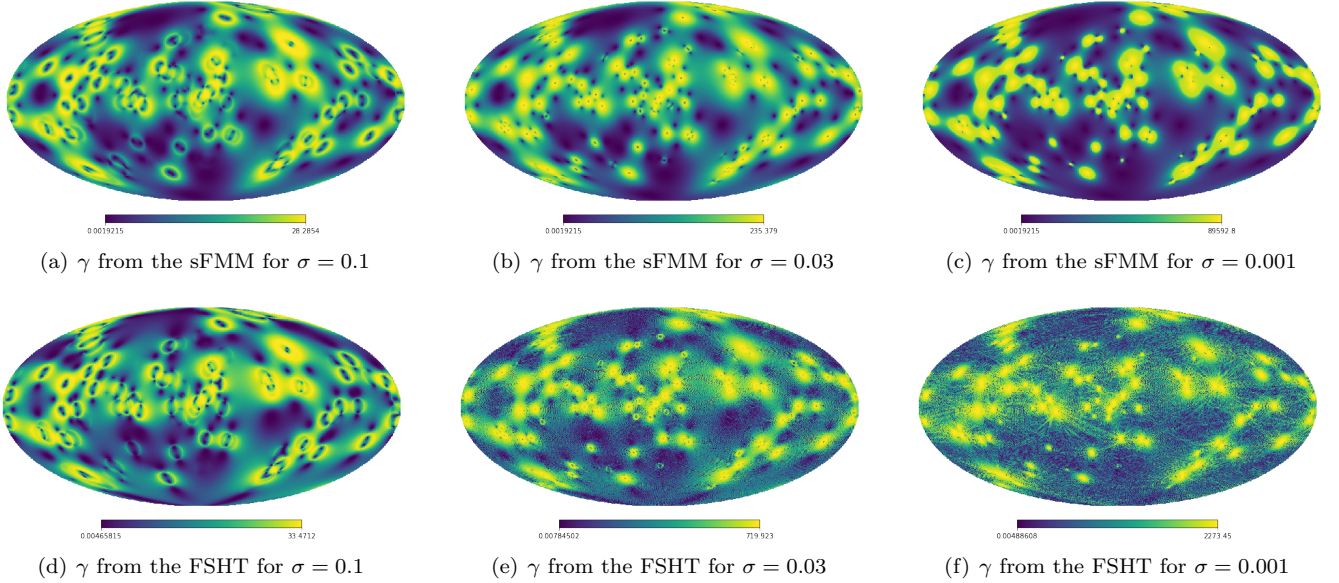 0.0019215 28.2854
0.0019215 235.379
0.0019215 89592.8
(a) γ from the sFMM for σ = 0.1
(b) γ from the sFMM for σ = 0.03
(c) γ from the sFMM for σ = 0.001
0.00465815 33.4712
0.00784502 719.923
0.00488608 2273.45
(d) γ from the FSHT for σ = 0.1
(e) γ from the FSHT for σ = 0.03
(f) γ from the FSHT for σ = 0.001